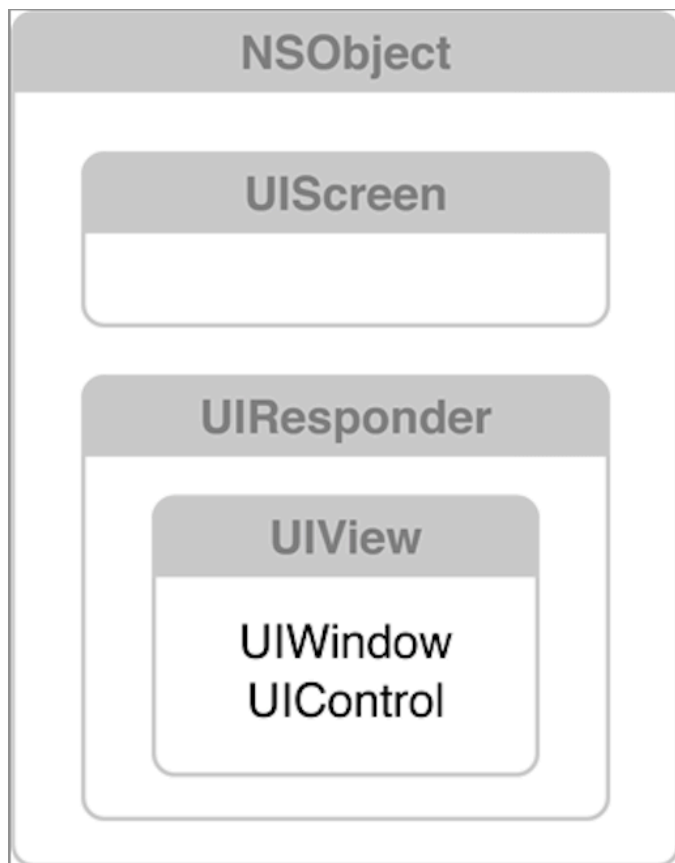 NSObject
UIScreen
UIResponder
UIView
UIWindow
UIControl